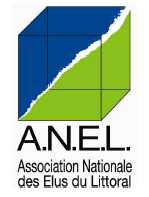 A.N.E.L.
Association Nationale
des Elus du Littoral